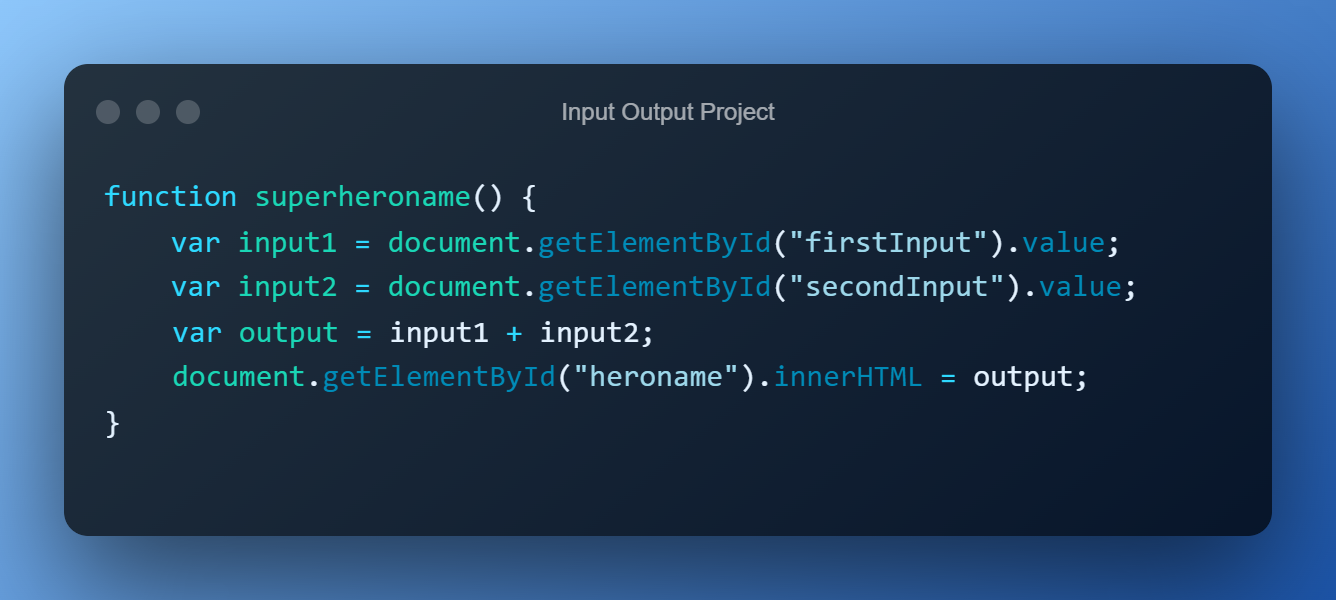 Input Output Project
function superheroname() {
    var input1 = document.getElementById("firstInput").value;
    var input2 = document.getElementById("secondInput").value;
    var output = input1 + input2;
    document.getElementById("heroname").innerHTML = output;
}